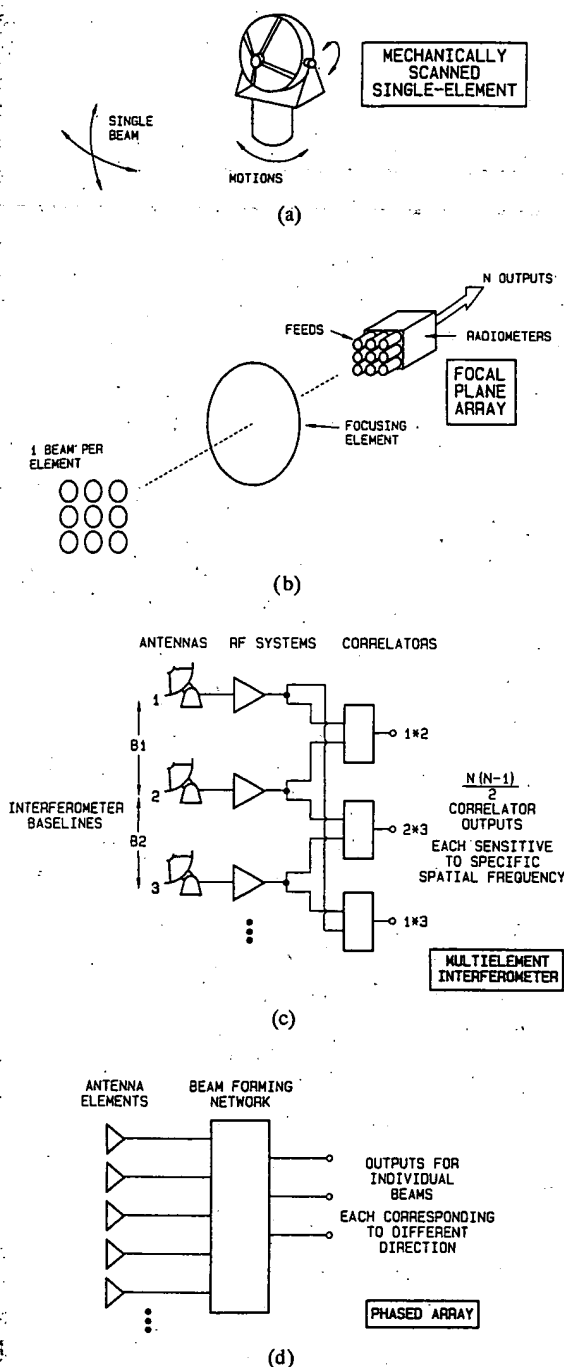 MECHANICALLY
SCANNED
SINGLE-ELEMENT
SINGLE
BEAM
MOTIONS
(a)
N OUTPUTS
FEEDS
RADIOMETERS
FOCAL
PLANE
ARRAY
FOCUSING
ELEMENT
1 BEAM PER
ELEMENT
(b)
ANTENNAS RF SYSTEMS CORRELATORS
1
B1
1*2
2
INTERFEROMETER
BASELINES
B2
2*3
N(N-1)
2
CORRELATOR
OUTPUTS
EACH SENSITIVE
TO SPECIFIC
SPATIAL FREQUENCY
3
1*3
MULTIELEMENT
INTERFEROMETER
(c)
ANTENNA
ELEMENTS
BEAM FORMING
NETWORK
OUTPUTS FOR
INDIVIDUAL
BEAMS
EACH CORRESPONDING
TO DIFFERENT
DIRECTION
PHASED ARRAY
(d)